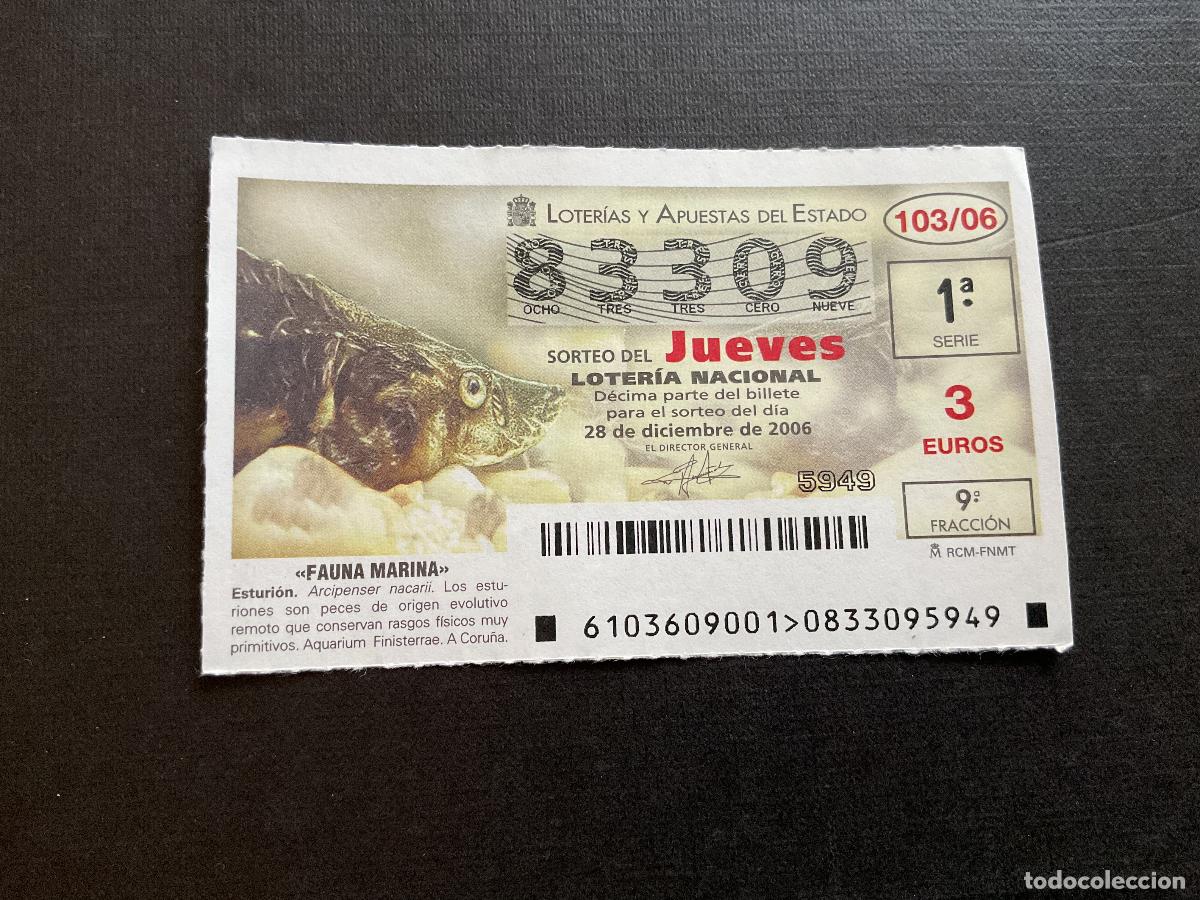 LOTERÍAS Y APUESTAS DEL ESTADO
103/06
83309
OCHO TRES TRES CERO NUEVE
1ª
SERIE
SORTEO DEL Jueves
LOTERÍA NACIONAL
Décima parte del billete
para el sorteo del día
28 de diciembre de 2006
EL DIRECTOR GENERAL
3
EUROS
5949
9ª
FRACCIÓN
RCM-FNMT
«FAUNA MARINA»
Esturión. Arcipenser nacarii. Los estu-
riones son peces de origen evolutivo
remoto que conservan rasgos físicos muy
primitivos. Aquarium Finisterrae. A Coruña.
6103609001>0833095949
todocoleccion